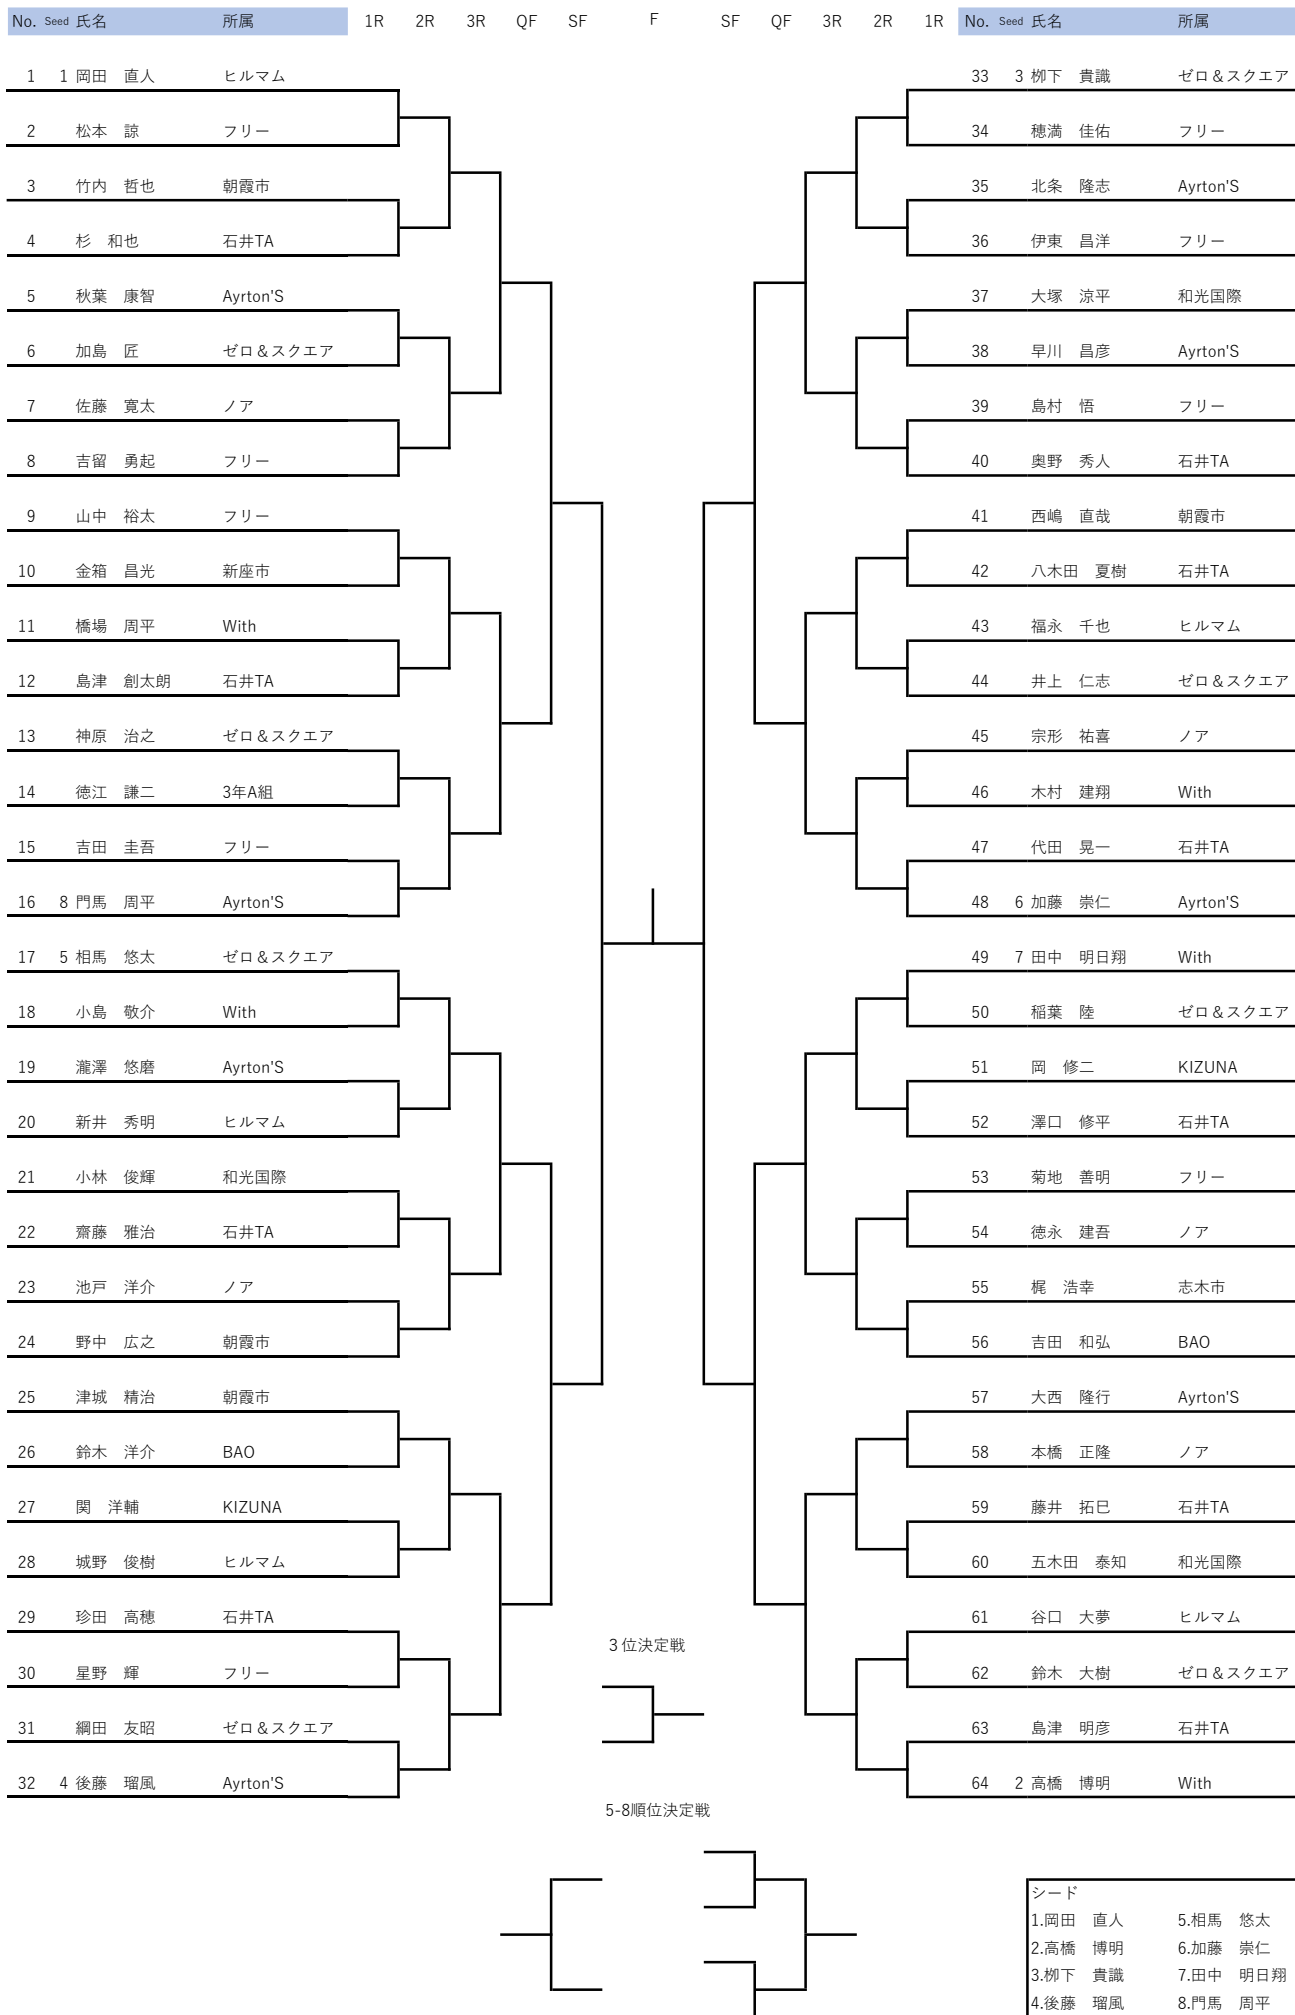 No. Seed 氏名 所属 1R 2R 3R QF SF F SF QF 3R 2R 1R No. Seed 氏名 所属
1 1 岡田　直人 ヒルマム 33 3 栁下　貴識 ゼロ＆スクエア
2 松本　諒 フリー 34 穂満　佳佑 フリー
3 竹内　哲也 朝霞市 35 北条　隆志 Ayrton'S
4 杉　和也 石井TA 36 伊東　昌洋 フリー
5 秋葉　康智 Ayrton'S 37 大塚　涼平 和光国際
6 加島　匠 ゼロ＆スクエア 38 早川　昌彦 Ayrton'S
7 佐藤　寛太 ノア 39 島村　悟 フリー
8 吉留　勇起 フリー 40 奥野　秀人 石井TA
9 山中　裕太 フリー 41 西嶋　直哉 朝霞市
10 金箱　昌光 新座市 42 八木田　夏樹 石井TA
11 橋場　周平 With 43 福永　千也 ヒルマム
12 島津　創太朗 石井TA 44 井上　仁志 ゼロ＆スクエア
13 神原　治之 ゼロ＆スクエア 45 宗形　祐喜 ノア
14 徳江　謙二 3年A組 46 木村　建翔 With
15 吉田　圭吾 フリー 47 代田　晃一 石井TA
16 8 門馬　周平 Ayrton'S 48 6 加藤　崇仁 Ayrton'S
17 5 相馬　悠太 ゼロ＆スクエア 49 7 田中　明日翔 With
18 小島　敬介 With 50 稲葉　陸 ゼロ＆スクエア
19 瀧澤　悠磨 Ayrton'S 51 岡　修二 KIZUNA
20 新井　秀明 ヒルマム 52 澤口　修平 石井TA
21 小林　俊輝 和光国際 53 菊地　善明 フリー
22 齋藤　雅治 石井TA 54 徳永　建吾 ノア
23 池戸　洋介 ノア 55 梶　浩幸 志木市
24 野中　広之 朝霞市 56 吉田　和弘 BAO
25 津城　精治 朝霞市 57 大西　隆行 Ayrton'S
26 鈴木　洋介 BAO 58 本橋　正隆 ノア
27 関　洋輔 KIZUNA 59 藤井　拓巳 石井TA
28 城野　俊樹 ヒルマム 60 五木田　泰知 和光国際
29 珍田　高穂 石井TA 61 谷口　大夢 ヒルマム
３位決定戦
30 星野　輝 フリー 62 鈴木　大樹 ゼロ＆スクエア
31 綱田　友昭 ゼロ＆スクエア 63 島津　明彦 石井TA
32 4 後藤　瑠風 Ayrton'S 64 2 高橋　博明 With
5-8順位決定戦
シード
1.岡田　直人 5.相馬　悠太
2.高橋　博明 6.加藤　崇仁
3.栁下　貴識 7.田中　明日翔
4.後藤　瑠風 8.門馬　周平